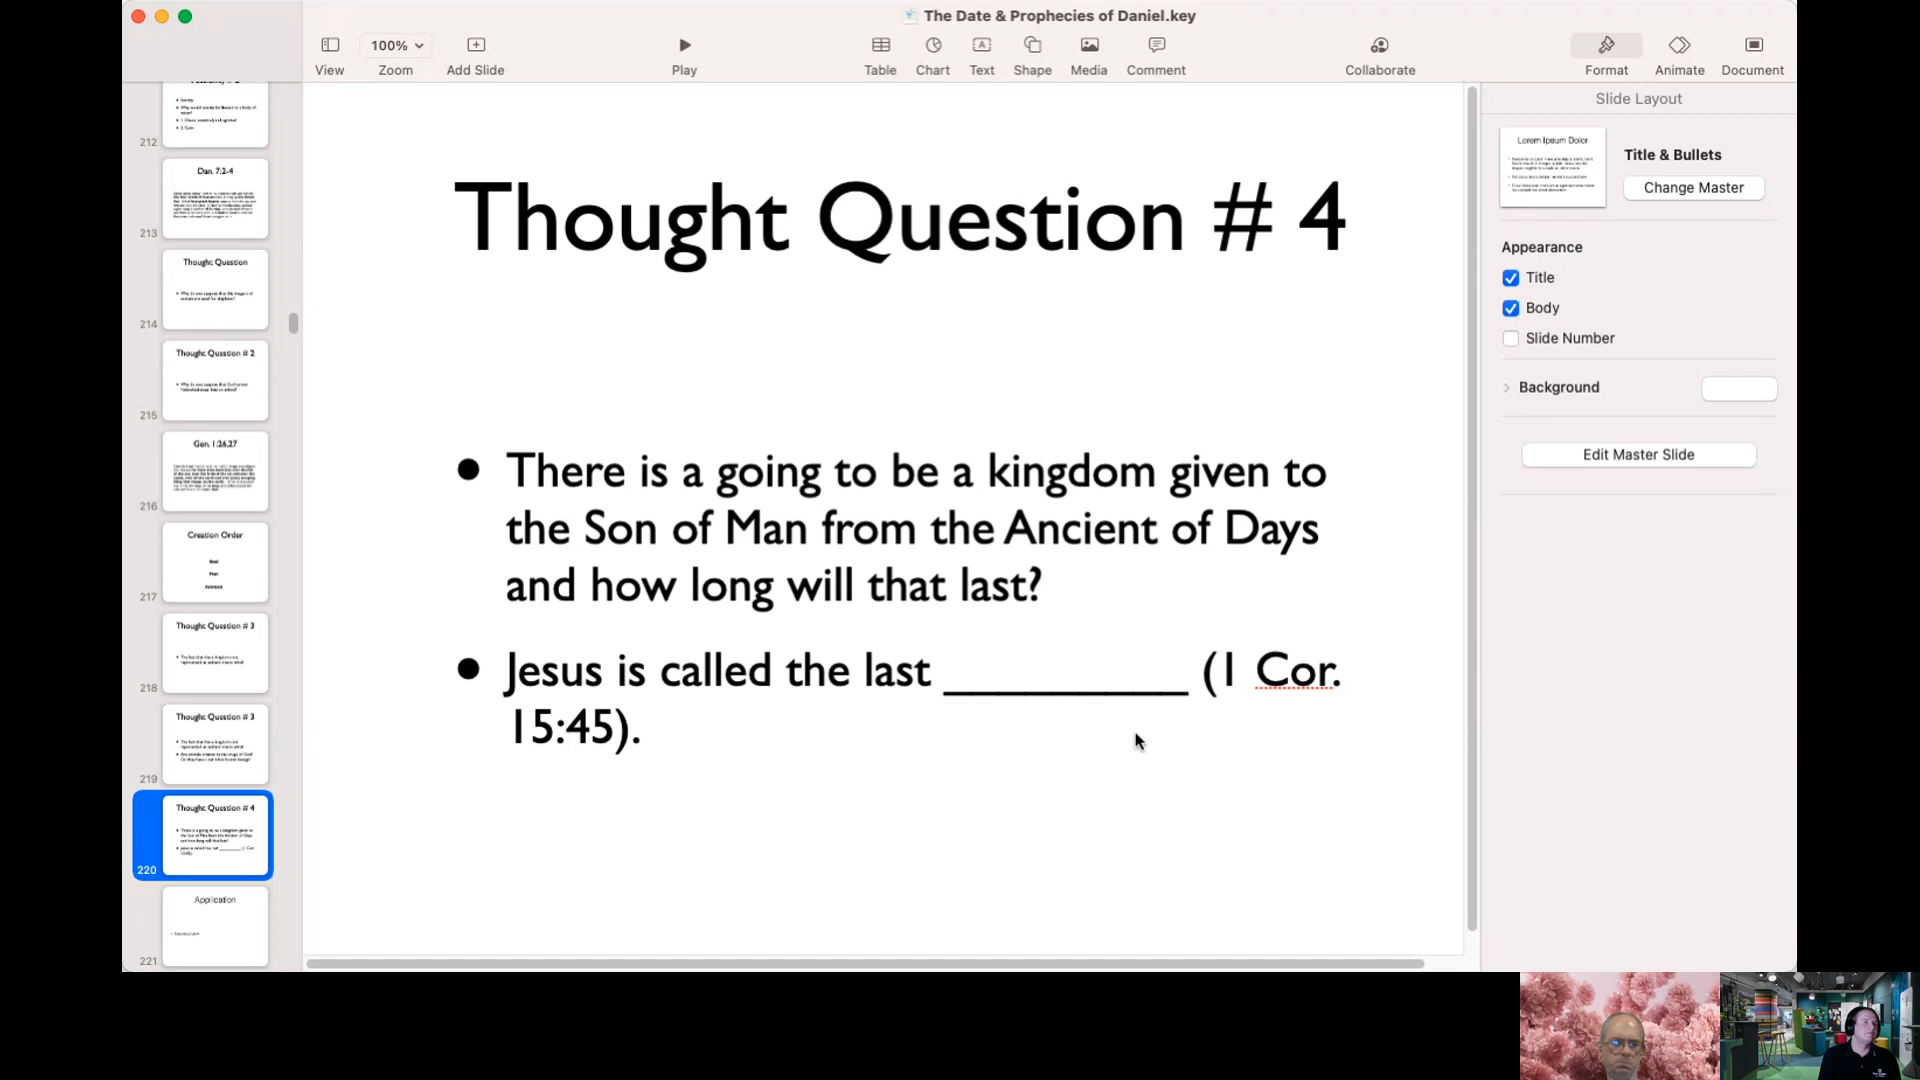 The Date & Prophecies of Daniel.key
View
100%
Zoom
Add Slide
Play
Table
Chart
Text
Shape
Media
Comment
Collaborate
Format
Animate
Document
212
Dan. 7:2-4
213
Thought Question
214
Thought Question # 2
215
Gen. 1:26,27
216
Creation Order
217
Thought Question # 3
218
Thought Question # 3
219
Thought Question # 4
220
Application
221
Thought Question # 4
• There is a going to be a kingdom given to
the Son of Man from the Ancient of Days
and how long will that last?
• Jesus is called the last __________ (1 Cor.
15:45).
Slide Layout
Lorem Ipsum Dolor
Title & Bullets
Change Master
Appearance
Title
Body
Slide Number
Background
Edit Master Slide